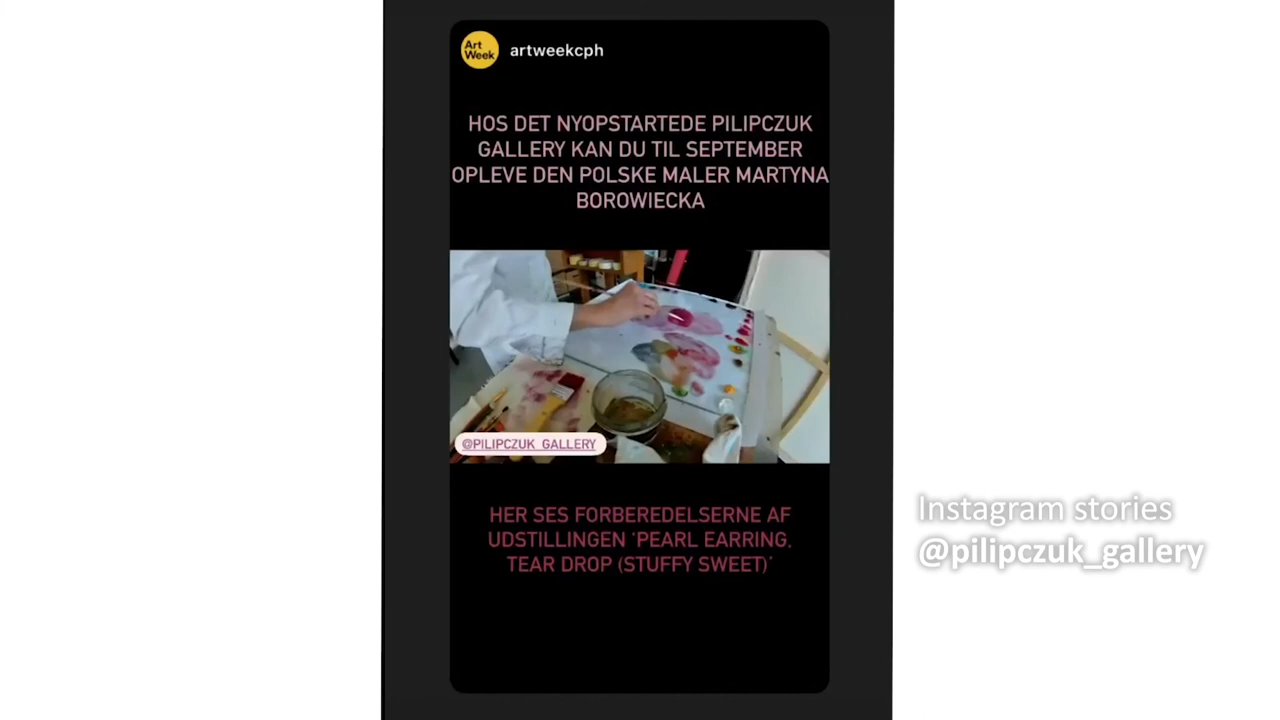 Art
Week
artweekcph
HOS DET NYOPSTARTEDE PILIPCZUK
GALLERY KAN DU TIL SEPTEMBER
OPLEVE DEN POLSKE MALER MARTYNA
BOROWIECKA
@PILIPCZUK_GALLERY
HER SES FORBEREDELSERNE AF
UDSTILLINGEN 'PEARL EARRING,
TEAR DROP (STUFFY SWEET)'
Instagram stories
@pilipczuk_gallery